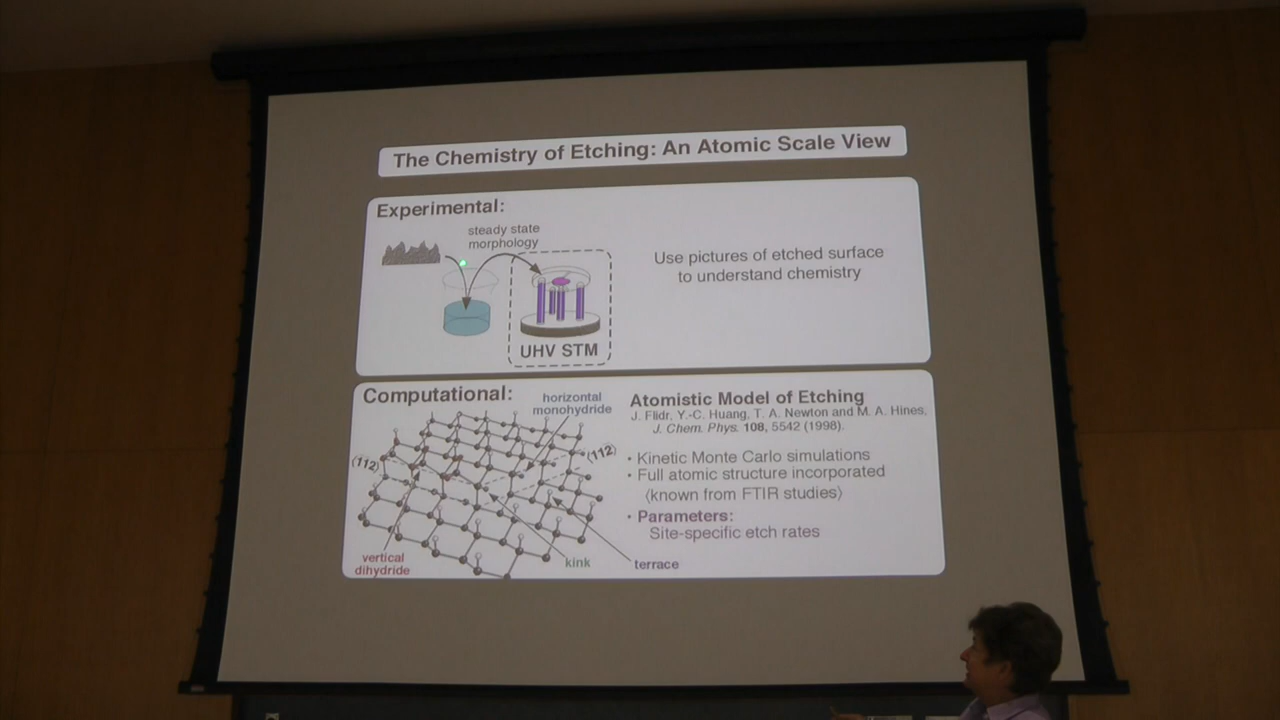 The Chemistry of Etching: An Atomic Scale View
Experimental:
steady state
morphology
UHV STM
Use pictures of etched surface
to understand chemistry
Computational:
horizontal
monohydride
⟨112⟩
⟨112⟩
vertical
dihydride
kink
terrace
Atomistic Model of Etching
J. Flidr, Y.-C. Huang, T. A. Newton and M. A. Hines,
J. Chem. Phys. 108, 5542 (1998).
• Kinetic Monte Carlo simulations
• Full atomic structure incorporated
⟨known from FTIR studies⟩
• Parameters:
Site-specific etch rates